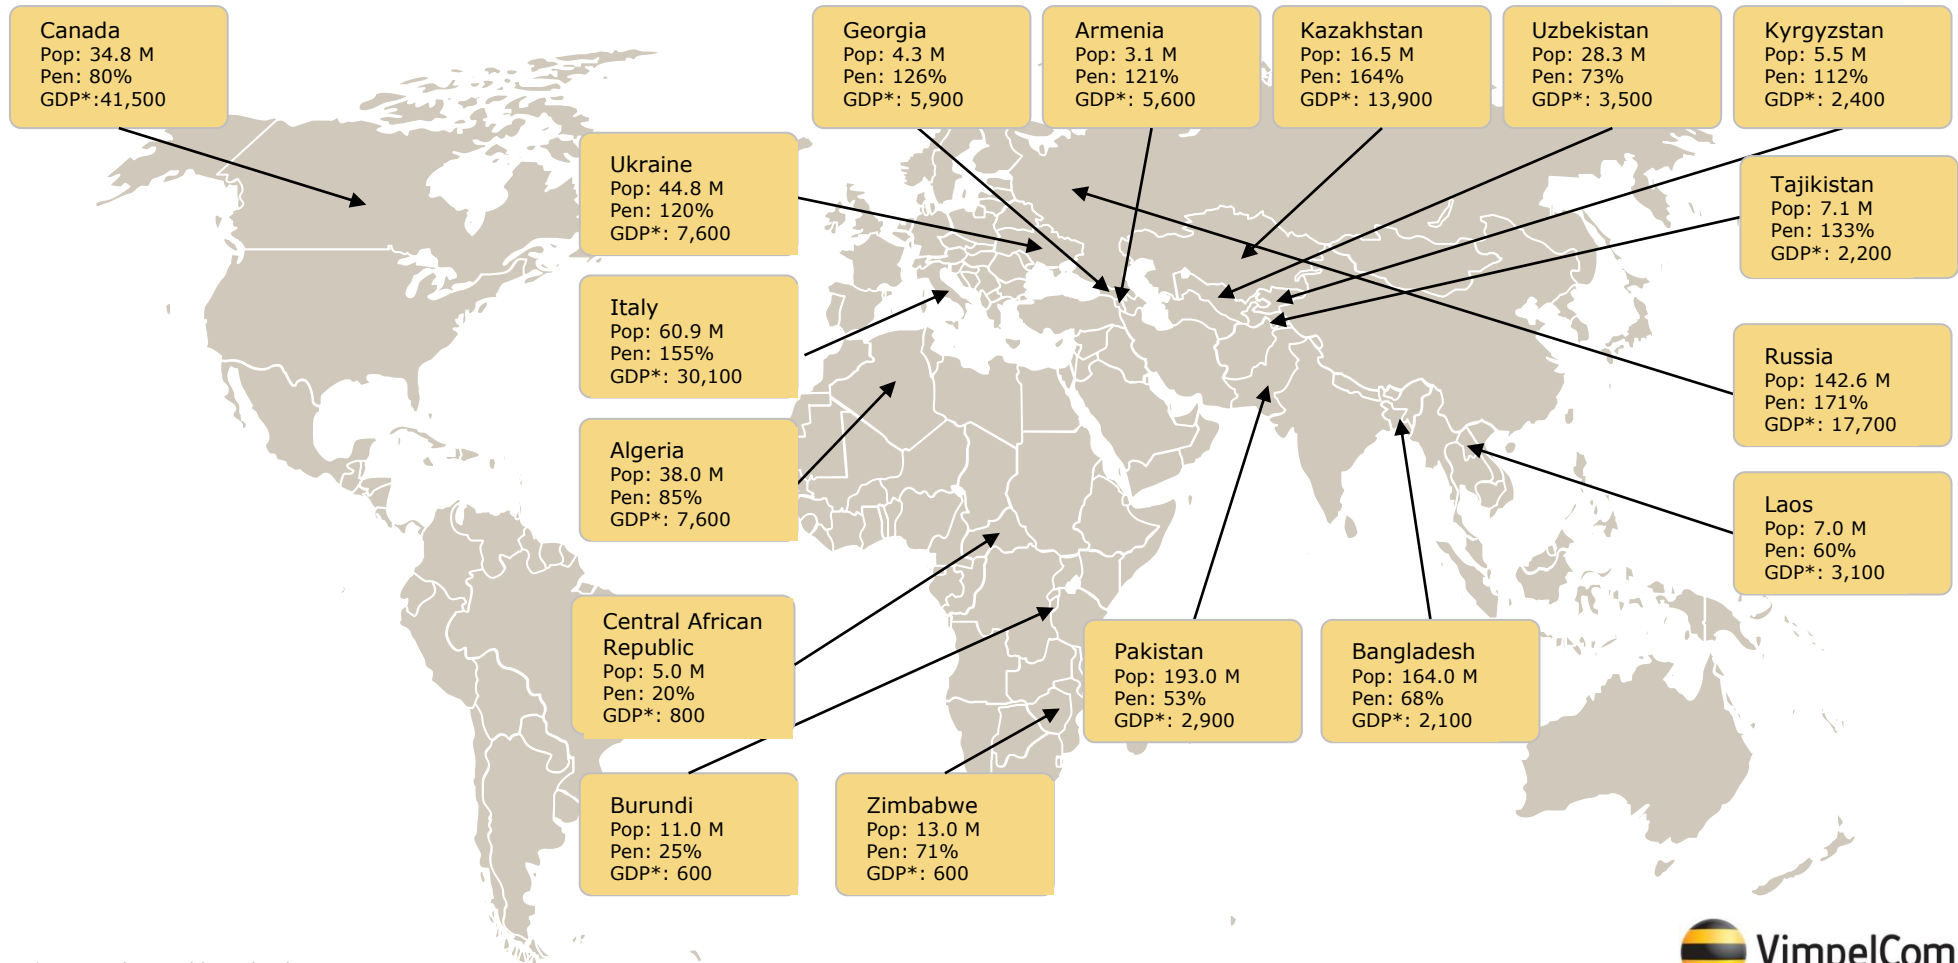 Canada
Pop: 34.8 M
Pen: 80%
GDP*:41,500
Georgia
Pop: 4.3 M
Pen: 126%
GDP*: 5,900
Armenia
Pop: 3.1 M
Pen: 121%
GDP*: 5,600
Kazakhstan
Pop: 16.5 M
Pen: 164%
GDP*: 13,900
Uzbekistan
Pop: 28.3 M
Pen: 73%
GDP*: 3,500
Kyrgyzstan
Pop: 5.5 M
Pen: 112%
GDP*: 2,400
Ukraine
Pop: 44.8 M
Pen: 120%
GDP*: 7,600
Tajikistan
Pop: 7.1 M
Pen: 133%
GDP*: 2,200
Italy
Pop: 60.9 M
Pen: 155%
GDP*: 30,100
Russia
Pop: 142.6 M
Pen: 171%
GDP*: 17,700
Algeria
Pop: 38.0 M
Pen: 85%
GDP*: 7,600
Laos
Pop: 7.0 M
Pen: 60%
GDP*: 3,100
Central African
Republic
Pop: 5.0 M
Pen: 20%
GDP*: 800
Pakistan
Pop: 193.0 M
Pen: 53%
GDP*: 2,900
Bangladesh
Pop: 164.0 M
Pen: 68%
GDP*: 2,100
Burundi
Pop: 11.0 M
Pen: 25%
GDP*: 600
Zimbabwe
Pop: 13.0 M
Pen: 71%
GDP*: 600
VimpelCom